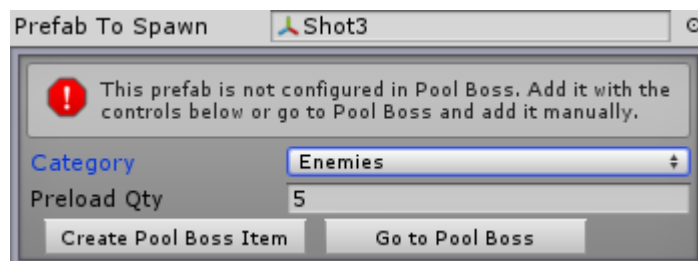 Prefab To Spawn Shot3
This prefab is not configured in Pool Boss. Add it with the
controls below or go to Pool Boss and add it manually.
Category Enemies
Preload Qty 5
Create Pool Boss Item Go to Pool Boss